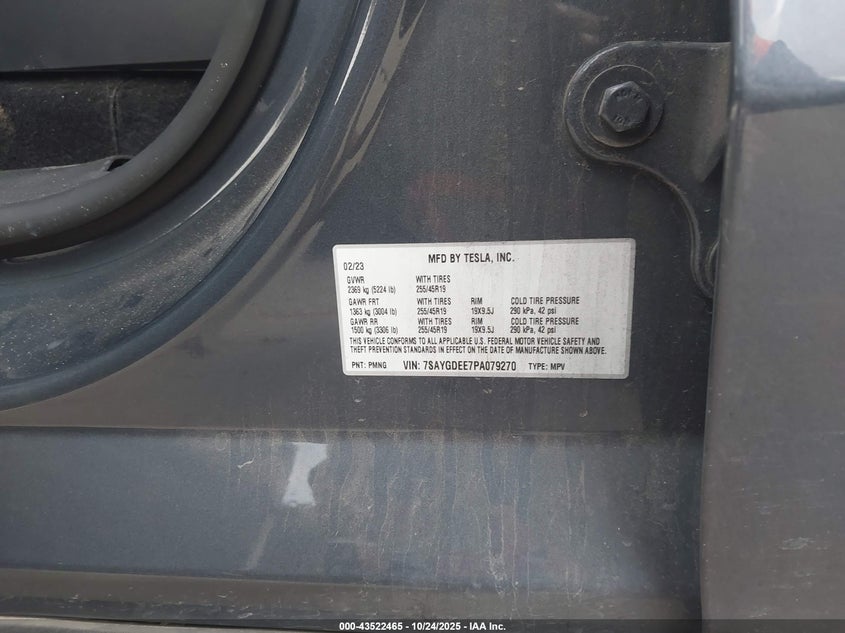 MFD BY TESLA, INC.
02/23
GVWR WITH TIRES
2369 kg (5224 lb) 255/45R19
GAWR FRT WITH TIRES RIM COLD TIRE PRESSURE
1363 kg (3004 lb) 255/45R19 19X9.5J 290 kPa, 42 psi
GAWR RR WITH TIRES RIM COLD TIRE PRESSURE
1500 kg (3306 lb) 255/45R19 19X9.5J 290 kPa, 42 psi
THIS VEHICLE CONFORMS TO ALL APPLICABLE U.S. FEDERAL MOTOR VEHICLE SAFETY AND
THEFT PREVENTION STANDARDS IN EFFECT ON THE DATE OF MANUFACTURE SHOWN ABOVE.
PNT: PMNG VIN: 7SAYGDEE7PA079270 TYPE: MPV
000-43522465 - 10/24/2025 - IAA Inc.